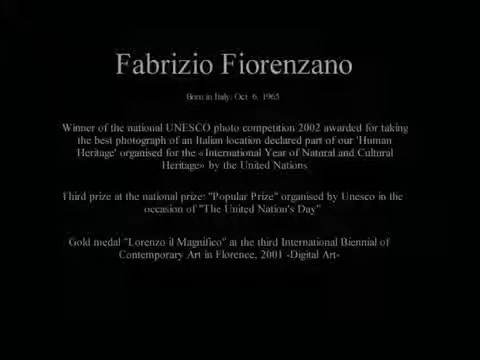 Fabrizio Fiorenzano
Born in Italy, Oct. 6, 1965
Winner of the national UNESCO photo competition 2002 awarded for taking
the best photograph of an Italian location declared part of our 'Human
Heritage' organised for the «International Year of Natural and Cultural
Heritage» by the United Nations
Third prize at the national prize: "Popular Prize" organised by Unesco in the
occasion of "The United Nation's Day"
Gold medal "Lorenzo il Magnifico" at the third International Biennial of
Contemporary Art in Florence, 2001 -Digital Art-